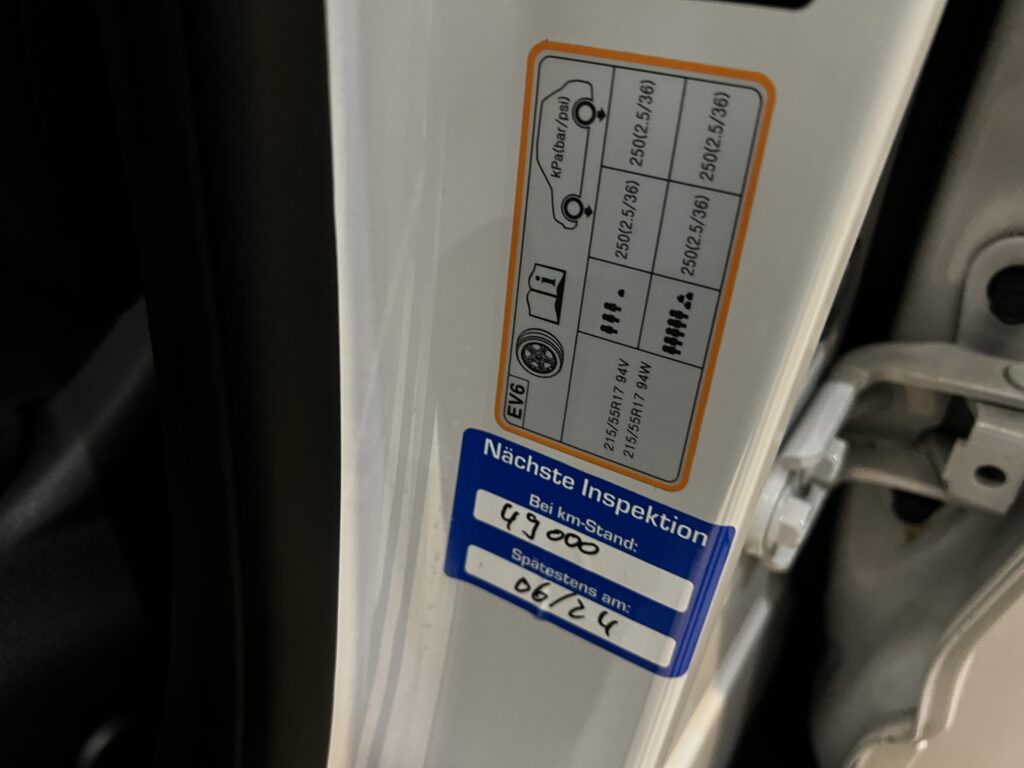 EV6
kPa(bar/psi)
215/55R17 94V
215/55R17 94W
250(2.5/36)
250(2.5/36)
250(2.5/36)
250(2.5/36)
Nächste Inspektion
Bei km-Stand:
49000
Spätestens am:
06/24